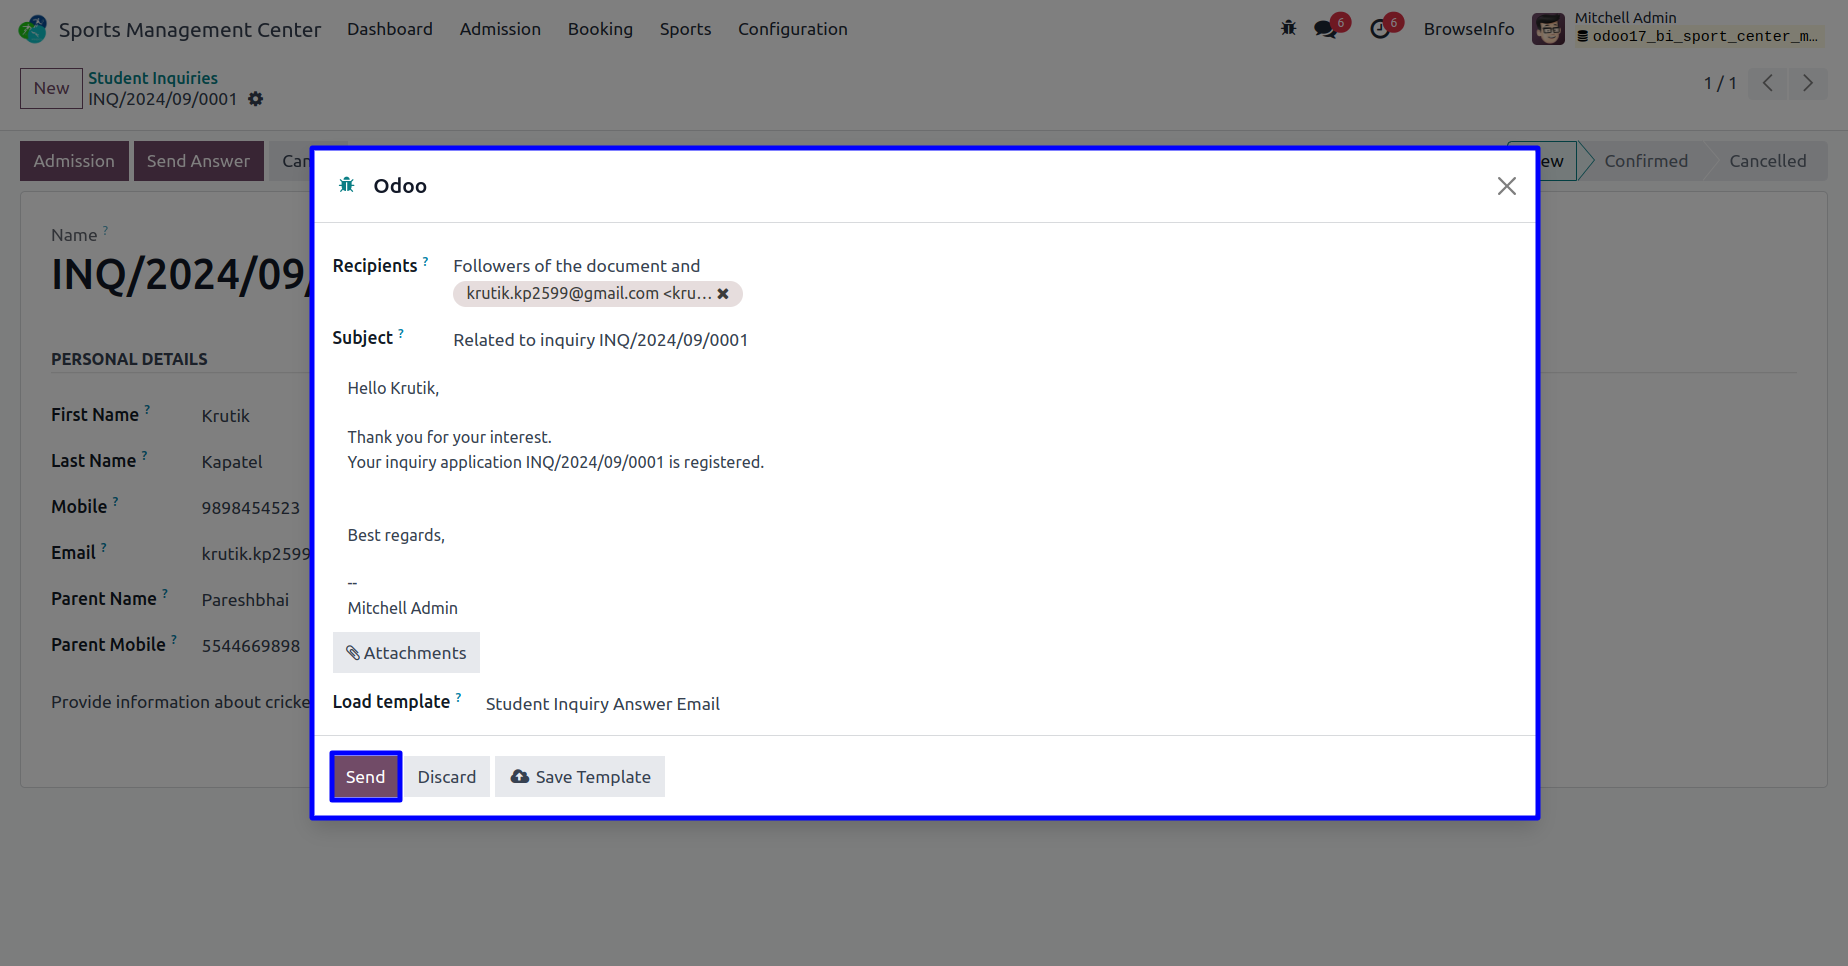 Sports Management Center Dashboard Admission Booking Sports Configuration 6 6 BrowseInfo Mitchell Admin
odoo17_bi_sport_center_m...
New Student Inquiries
INQ/2024/09/0001
1 / 1
Admission Send Answer
Confirmed Cancelled
Odoo
Name ?
INQ/2024/09/
Recipients ? Followers of the document and
krutik.kp2599@gmail.com <kru...
Subject ? Related to inquiry INQ/2024/09/0001
PERSONAL DETAILS
Hello Krutik,
First Name ? Krutik
Thank you for your interest.
Last Name ? Kapatel
Your inquiry application INQ/2024/09/0001 is registered.
Mobile ? 9898454523
Best regards,
Email ? krutik.kp2599
--
Parent Name ? Pareshbhai
Mitchell Admin
Parent Mobile ? 5544669898
Attachments
Provide information about cricke
Load template ? Student Inquiry Answer Email
Send Discard Save Template